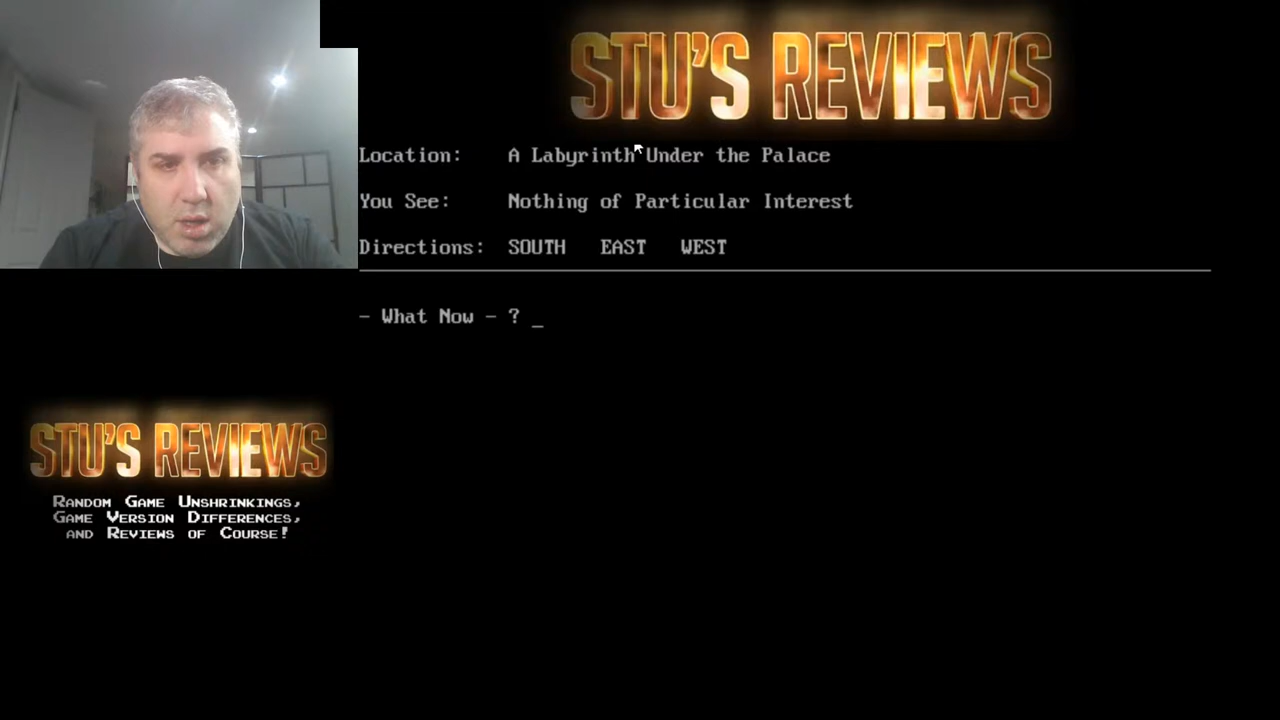 STU'S REVIEWS
Location: A Labyrinth Under the Palace
You See: Nothing of Particular Interest
Directions: SOUTH EAST WEST
- What Now - ? _
STU'S REVIEWS
RANDOM GAME UNSHRINKINGS,
GAME VERSION DIFFERENCES,
AND REVIEWS OF COURSE!